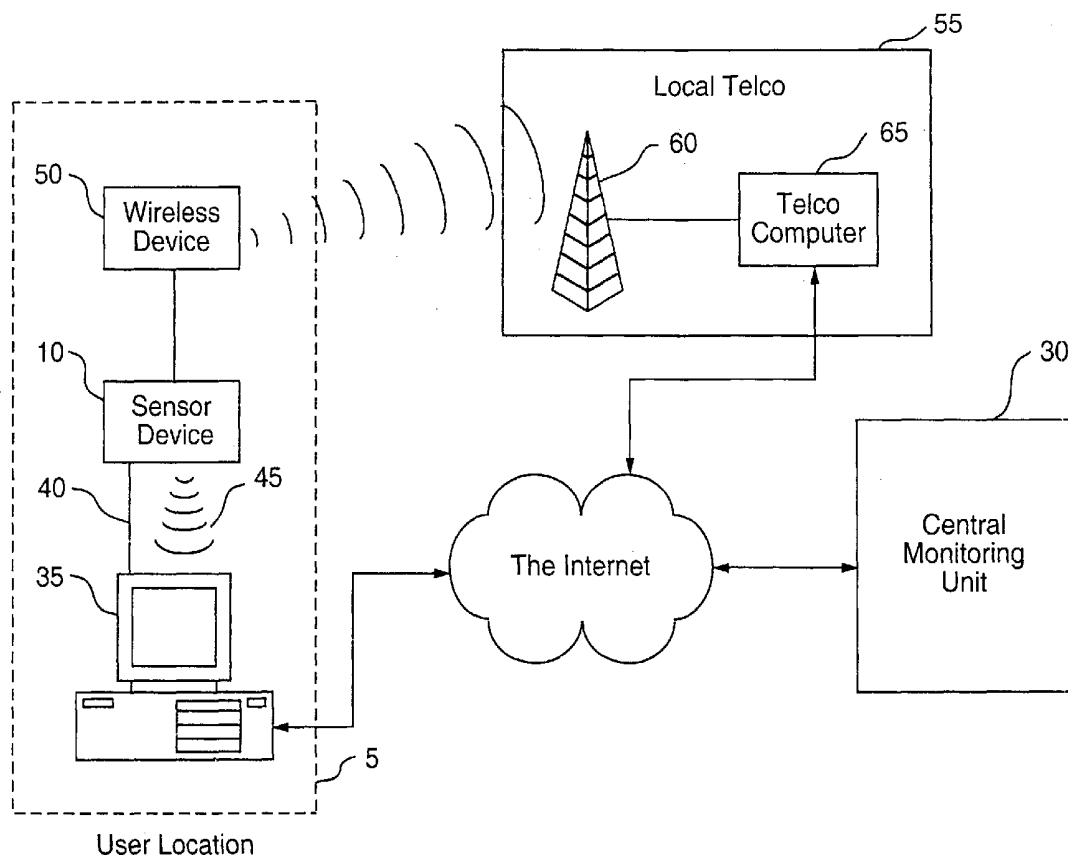 55
Local Telco
60
65
Telco
Computer
50
Wireless
Device
10
Sensor
Device
40
45
35
The Internet
30
Central
Monitoring
Unit
5
User Location